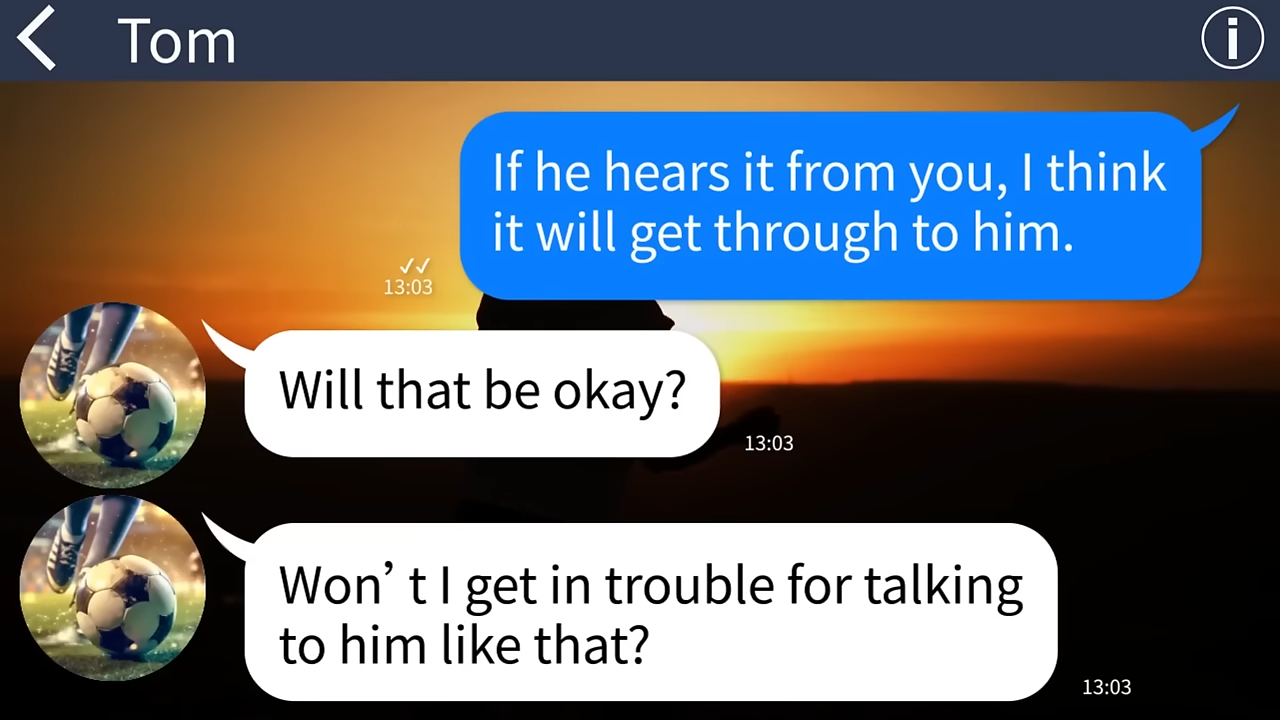 Tom
If he hears it from you, I think
it will get through to him.
13:03
Will that be okay?
13:03
Won’ t I get in trouble for talking
to him like that?
13:03